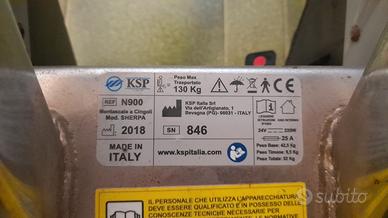 KSP
Peso Max
Trasportato
130 Kg
REF N900
Montascala a Cingoli
Mod. SHERPA
2018
SN 846
MADE IN
ITALY
KSP Italia Srl
Via dell'Artigianato, 1
Bevagna (PG)- 06031 - ITALY
www.kspitalia.com
24V 220W
25 A
Peso Base: 42,5 Kg
Peso Timone: 9,5 Kg
Peso Totale: 52 Kg
IL PERSONALE CHE UTILIZZA L'APPARECCHIATURA
DEVE ESSERE QUALIFICATO E IN POSSESSO DELLE
CONOSCENZE TECNICHE NECESSARIE PER
subito